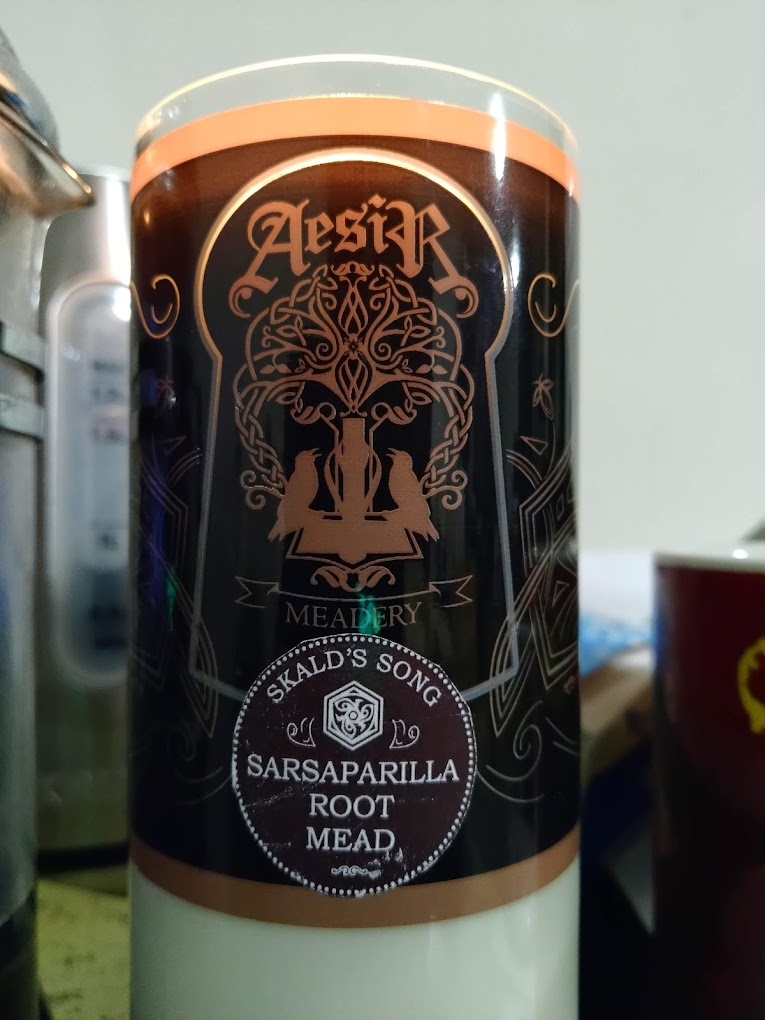 AesiR
MEADERY
SKALD'S SONG
SARSAPARILLA
ROOT
MEAD